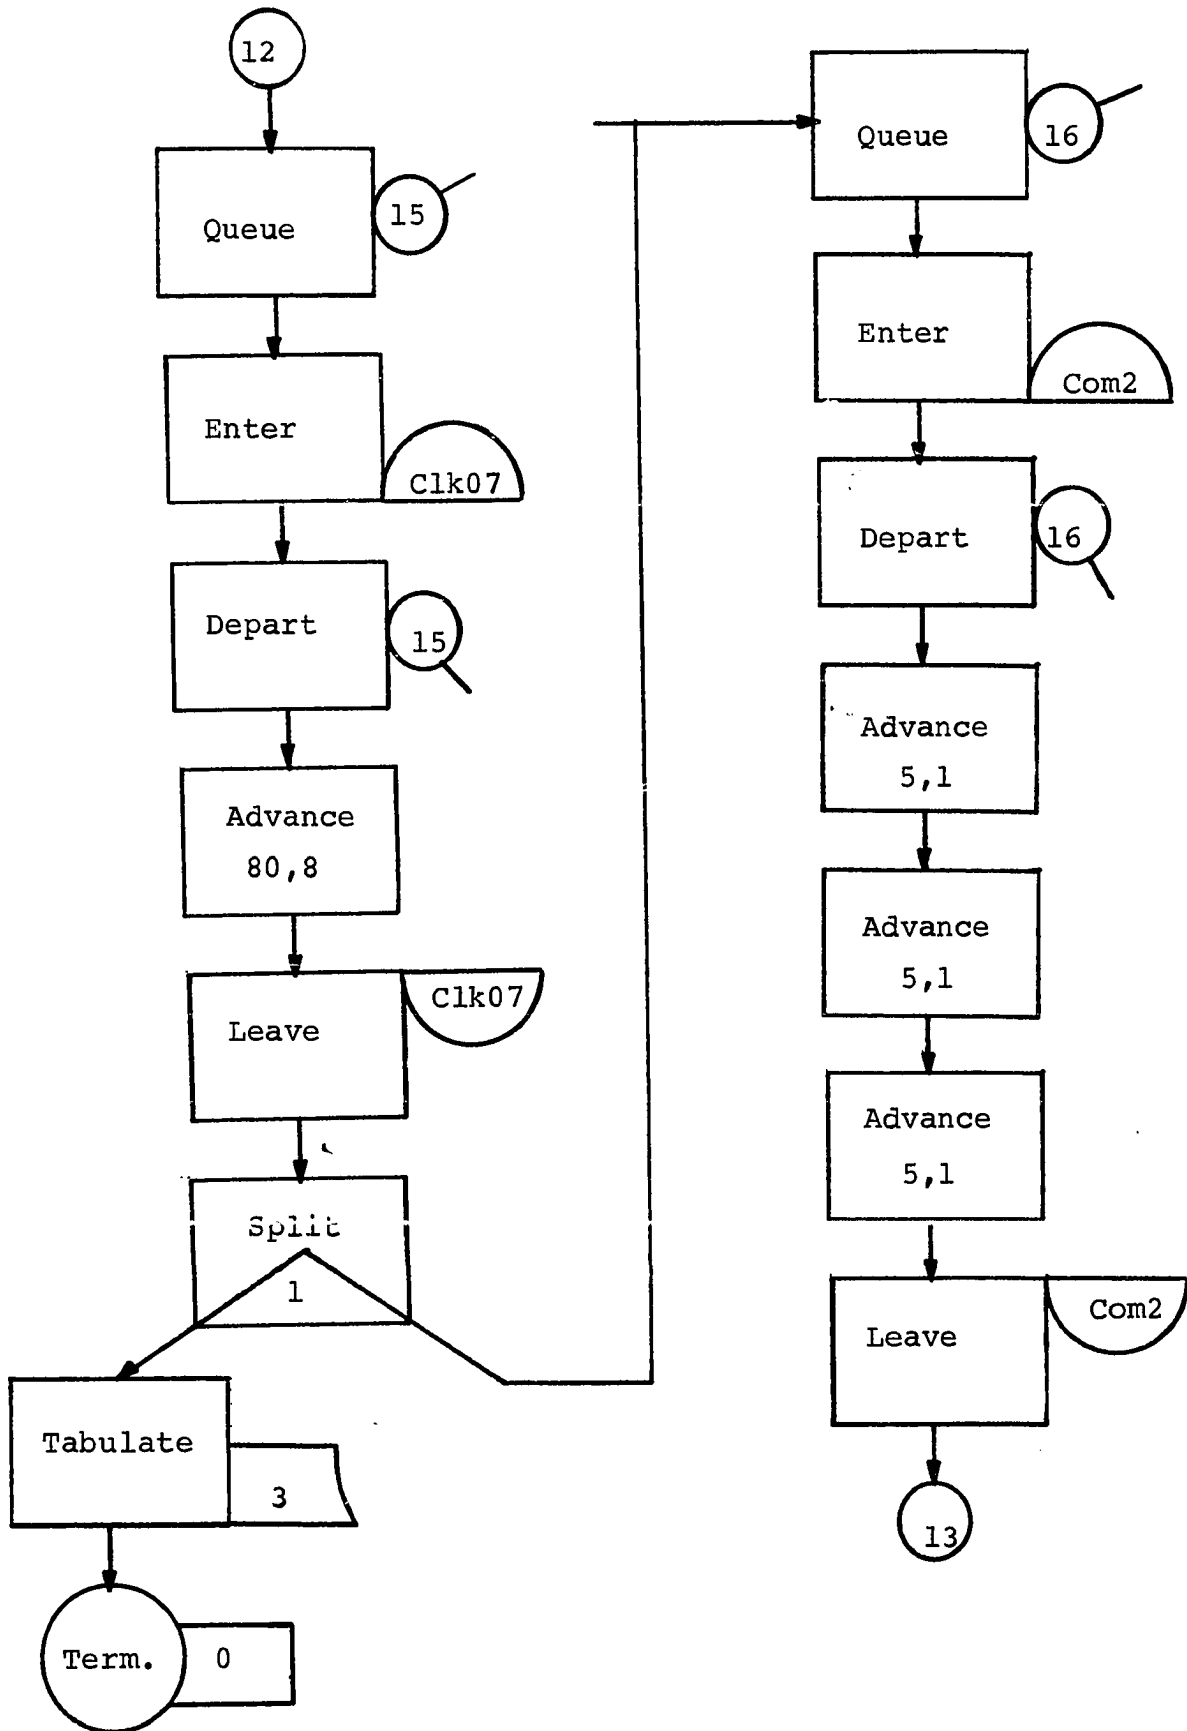 12
Queue
15
Enter
Clk07
Depart
15
Advance
80,8
Leave
Clk07
Split
1
Tabulate
3
Term.
0
Queue
16
Enter
Com2
Depart
16
Advance
5,1
Advance
5,1
Advance
5,1
Leave
Com2
13